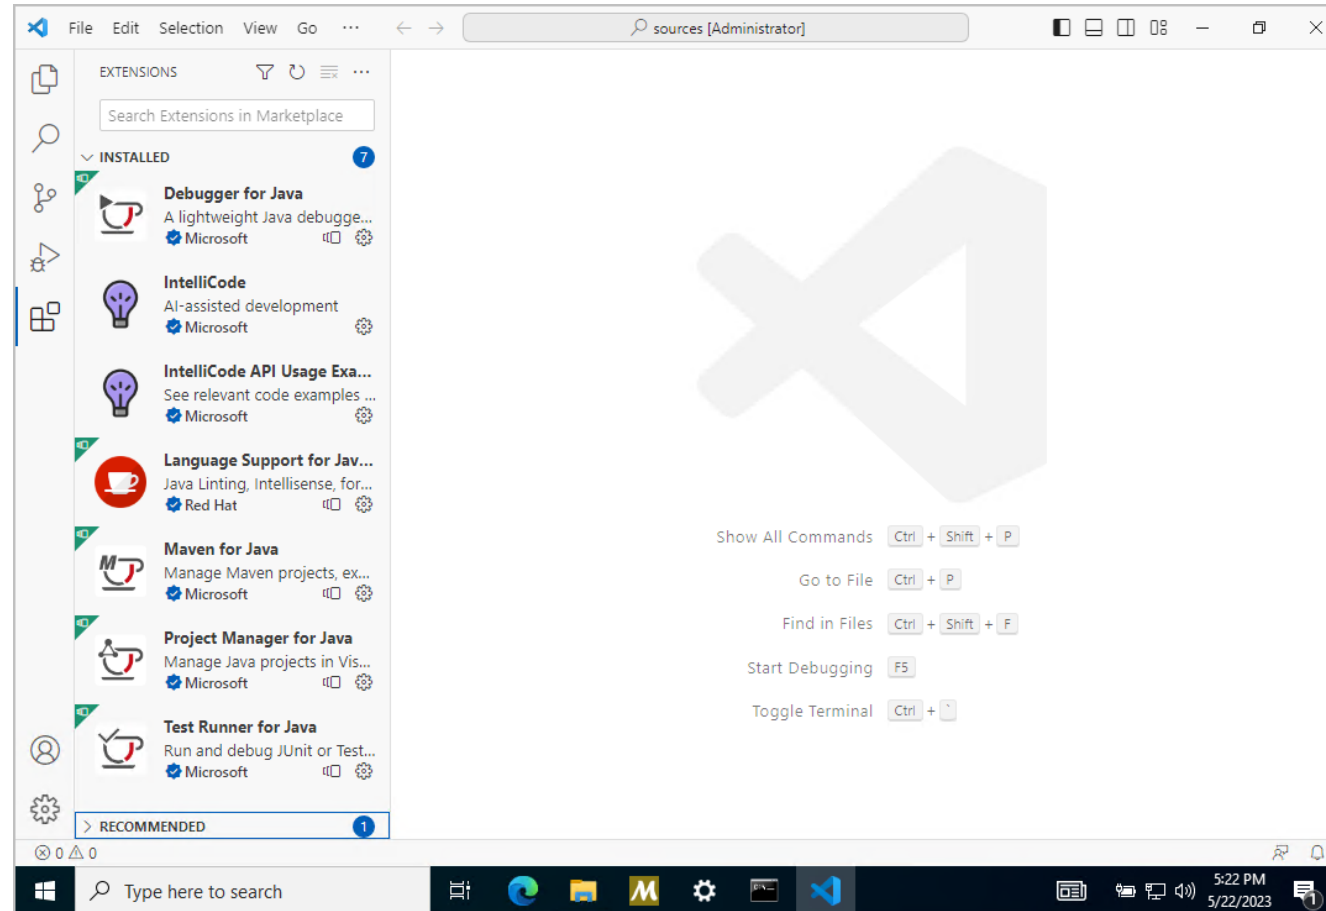 File Edit Selection View Go ··· sources [Administrator]
EXTENSIONS
Search Extensions in Marketplace
INSTALLED 7
Debugger for Java
A lightweight Java debugge...
Microsoft
IntelliCode
AI-assisted development
Microsoft
IntelliCode API Usage Exa...
See relevant code examples ...
Microsoft
Language Support for Jav...
Java Linting, Intellisense, for...
Red Hat
Maven for Java
Manage Maven projects, ex...
Microsoft
Project Manager for Java
Manage Java projects in Vis...
Microsoft
Test Runner for Java
Run and debug JUnit or Test...
Microsoft
RECOMMENDED 1
Show All Commands Ctrl + Shift + P
Go to File Ctrl + P
Find in Files Ctrl + Shift + F
Start Debugging F5
Toggle Terminal Ctrl + `
0 0
Type here to search
5:22 PM
5/22/2023
1